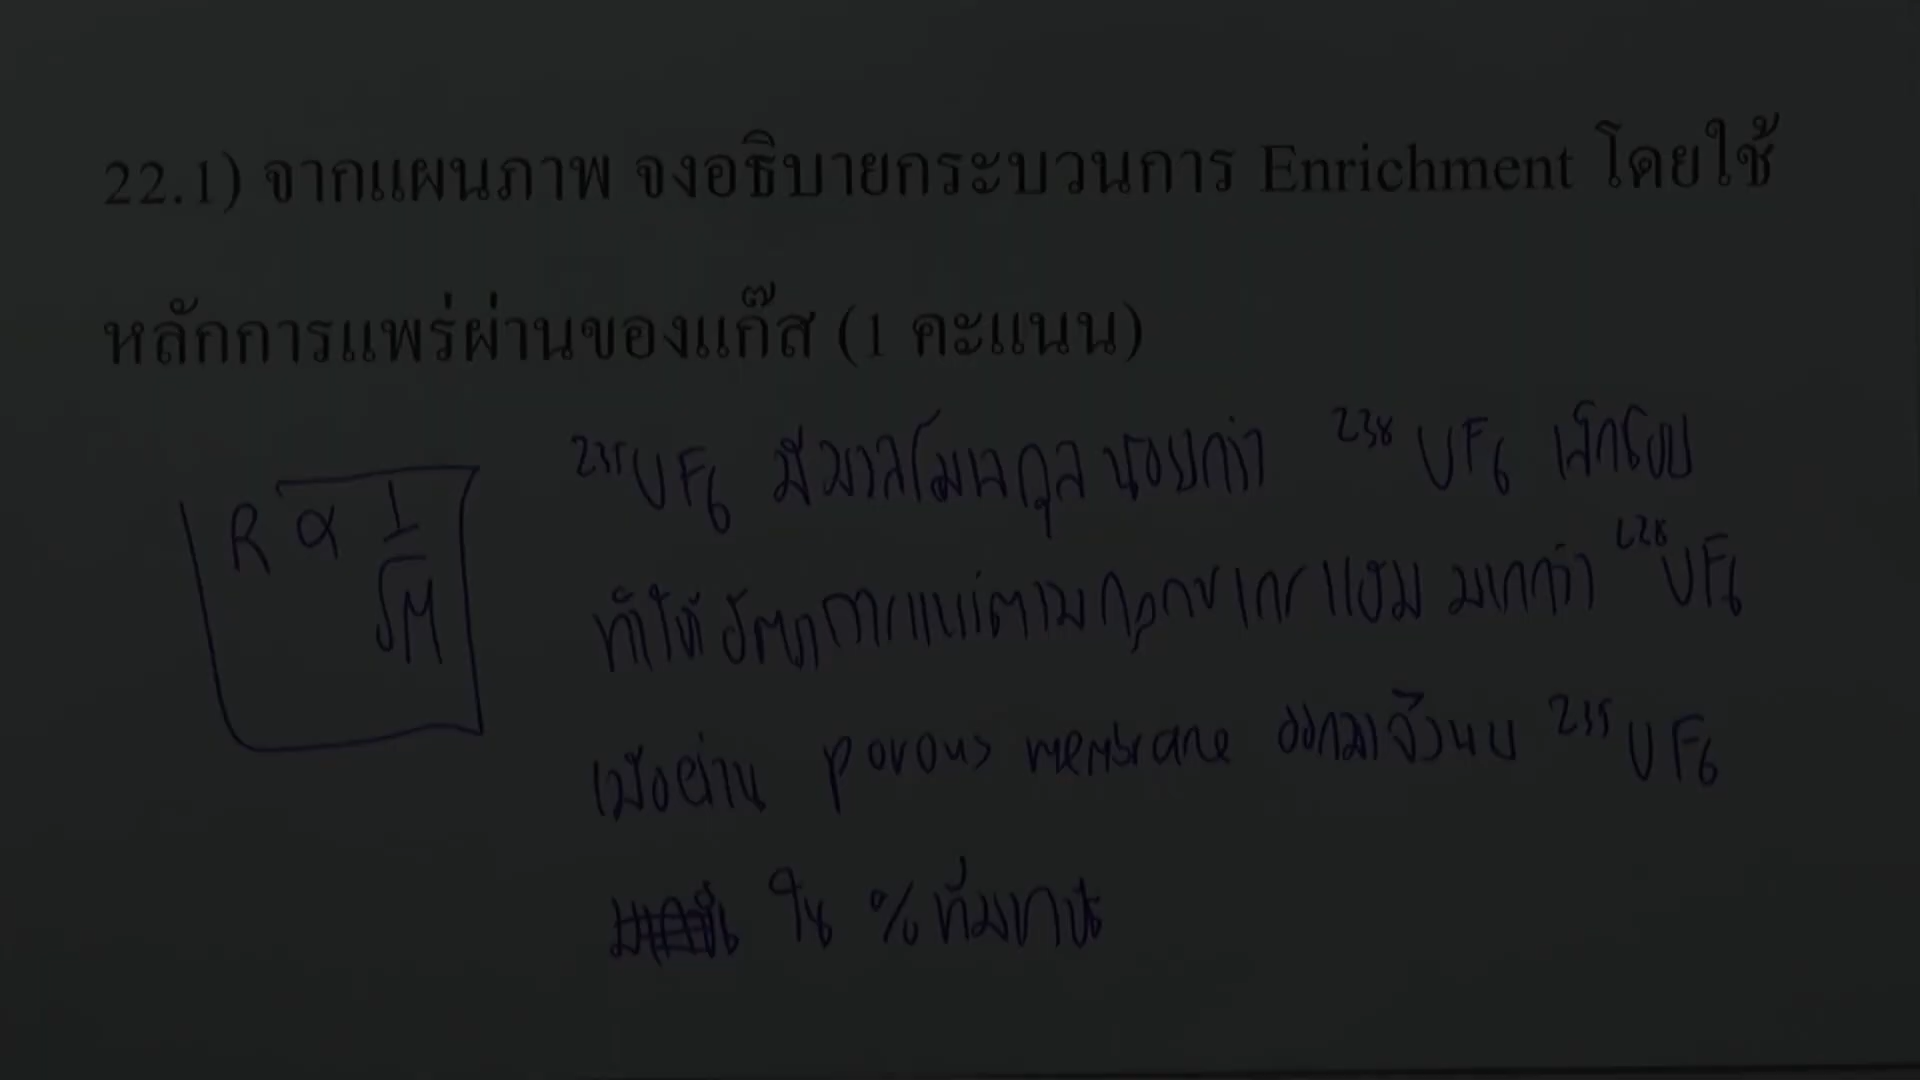 22.1) จากแผนภาพ จงอธิบายกระบวนการ Enrichment โดยใช้
หลักการแพร่ผ่านของแก๊ส (1 คะแนน)
R ∝ 1/√M
²³⁵UF₆ มีมวลโมเลกุลน้อยกว่า ²³⁸UF₆ เล็กน้อย
ทำให้อัตราการแพร่ตามกฎของเกรแฮม มากกว่า ²³⁸UF₆
เมื่อผ่าน porous membrane ออกมาจึงพบ ²³⁵UF₆
ใน % ที่มากขึ้น